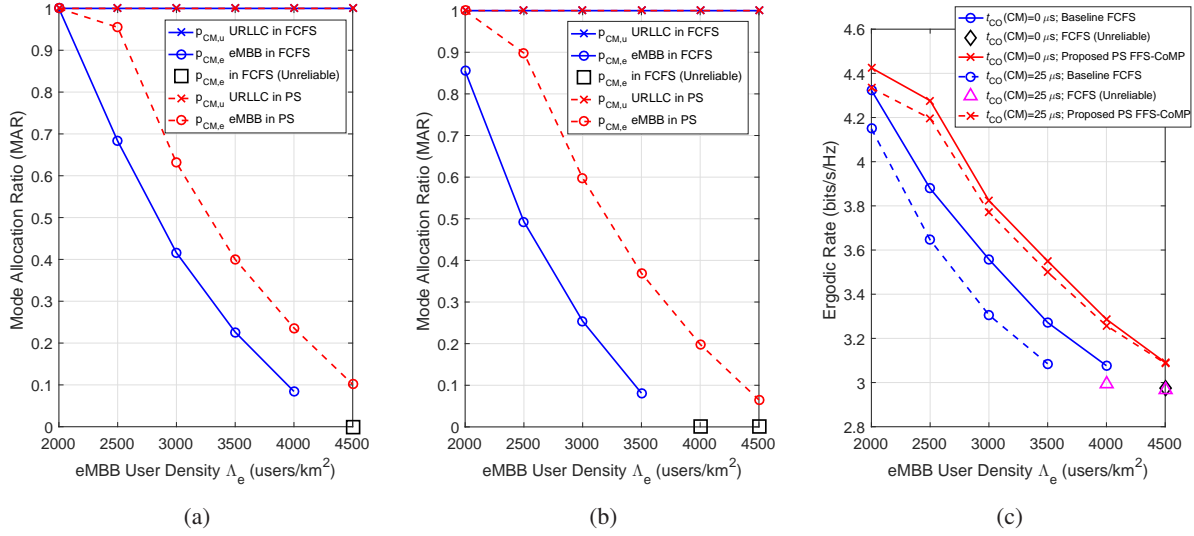 p_CM,u URLLC in FCFS
p_CM,e eMBB in FCFS
p_CM,e in FCFS (Unreliable)
p_CM,u URLLC in PS
p_CM,e eMBB in PS
Mode Allocation Ratio (MAR)
1
0.9
0.8
0.7
0.6
0.5
0.4
0.3
0.2
0.1
0
2000 2500 3000 3500 4000 4500
eMBB User Density Λ_e (users/km²)
(a)
p_CM,u URLLC in FCFS
p_CM,e eMBB in FCFS
p_CM,e in FCFS (Unreliable)
p_CM,u URLLC in PS
p_CM,e eMBB in PS
Mode Allocation Ratio (MAR)
1
0.9
0.8
0.7
0.6
0.5
0.4
0.3
0.2
0.1
0
2000 2500 3000 3500 4000 4500
eMBB User Density Λ_e (users/km²)
(b)
t_CO(CM)=0 μs; Baseline FCFS
t_CO(CM)=0 μs; FCFS (Unreliable)
t_CO(CM)=0 μs; Proposed PS FFS-CoMP
t_CO(CM)=25 μs; Baseline FCFS
t_CO(CM)=25 μs; FCFS (Unreliable)
t_CO(CM)=25 μs; Proposed PS FFS-CoMP
Ergodic Rate (bits/s/Hz)
4.6
4.4
4.2
4
3.8
3.6
3.4
3.2
3
2.8
2000 2500 3000 3500 4000 4500
eMBB User Density Λ_e (users/km²)
(c)